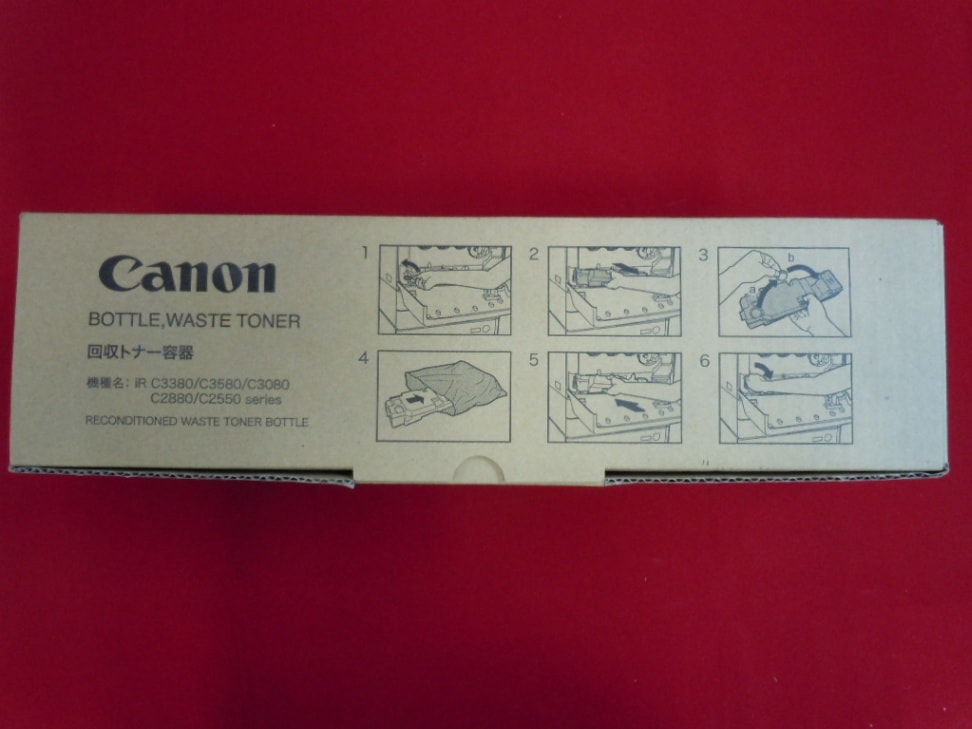 Canon
BOTTLE,WASTE TONER
回収トナー容器
機種名: iR C3380/C3580/C3080
C2880/C2550 series
RECONDITIONED WASTE TONER BOTTLE
1
2
3
b
a
4
5
6